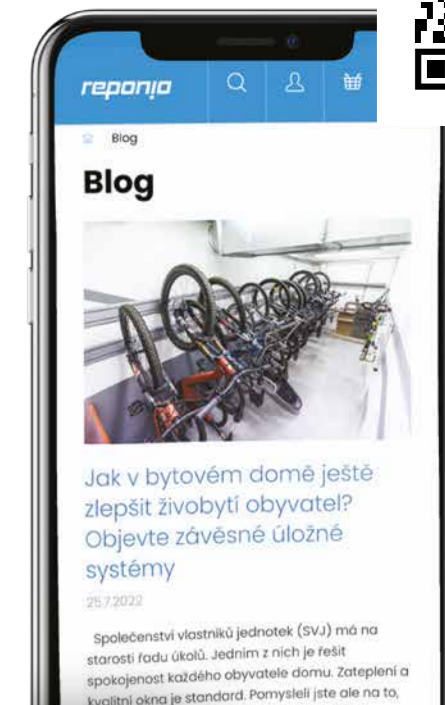 reponio
Blog
Blog
Jak v bytovém domě ještě
zlepšit živobytí obyvatel?
Objevte závěsné úložné
systémy
25.7.2022
Společenství vlastníků jednotek (SVJ) má na
starosti řadu úkolů. Jedním z nich je řešit
spokojenost každého obyvatele domu. Zateplení a
kvalitní okna je standard. Pomysleli jste ale na to,